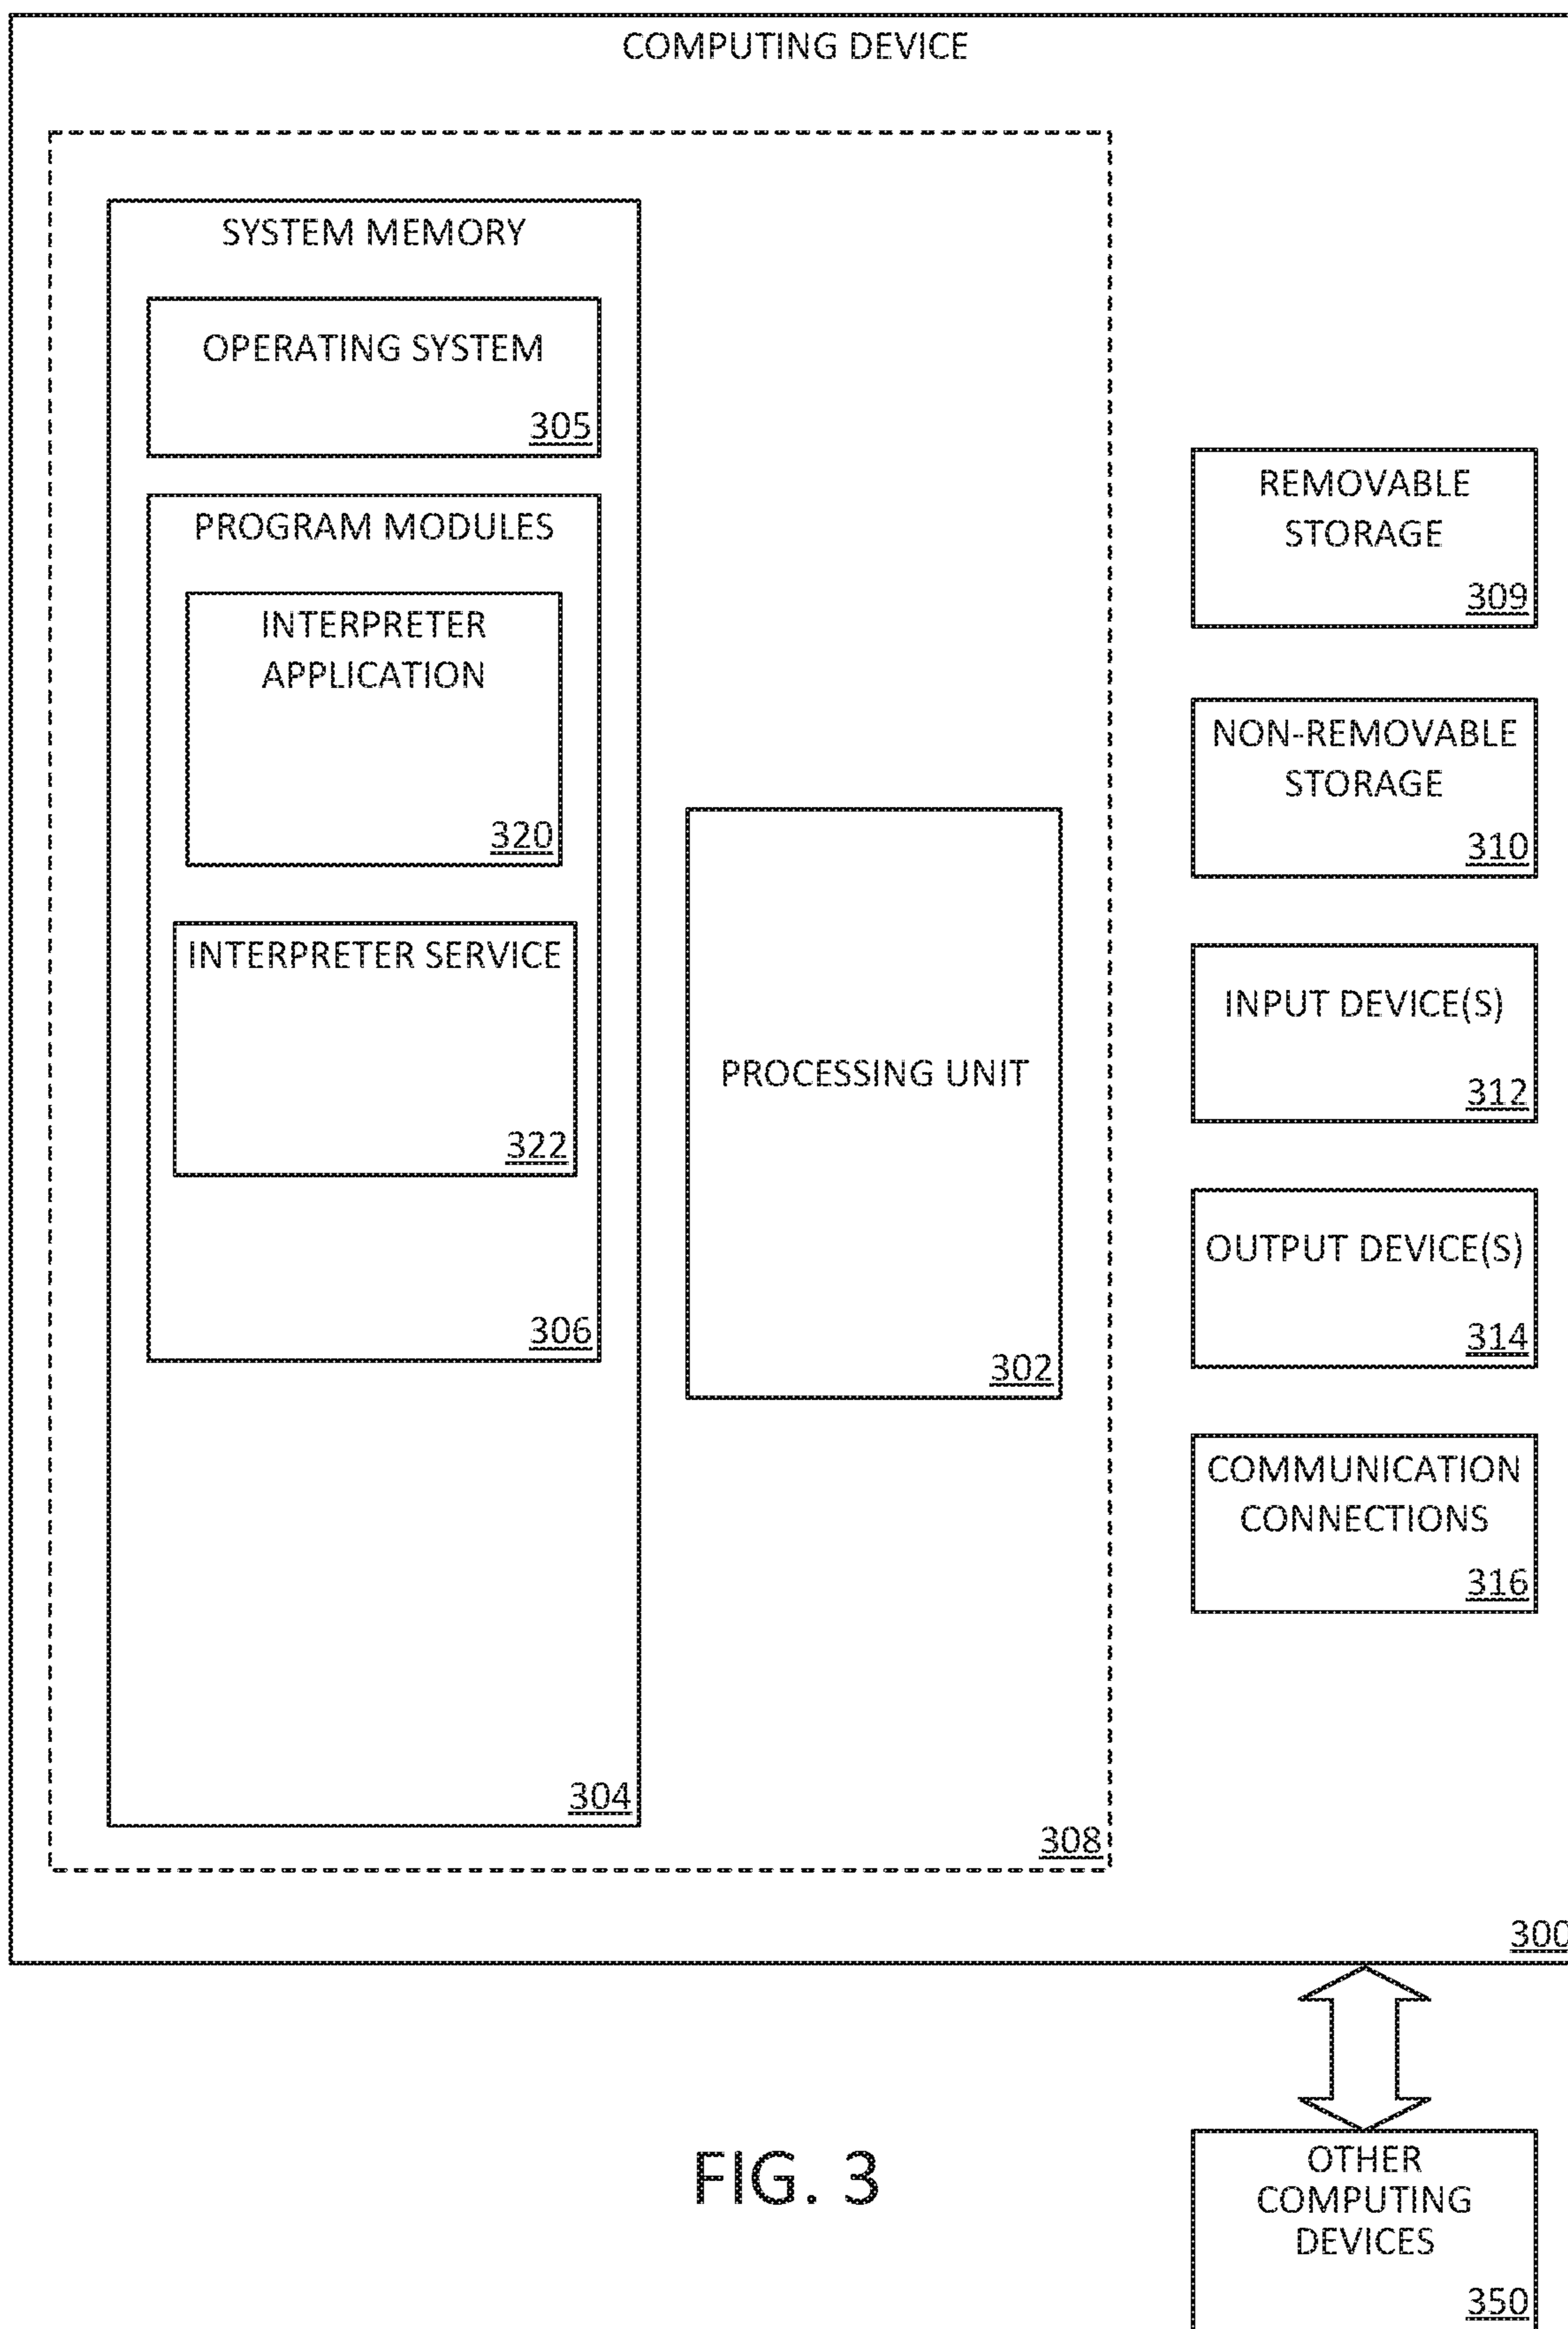 COMPUTING DEVICE
SYSTEM MEMORY
OPERATING SYSTEM
305
PROGRAM MODULES
INTERPRETER
APPLICATION
320
INTERPRETER SERVICE
322
306
304
PROCESSING UNIT
302
308
REMOVABLE
STORAGE
309
NON-REMOVABLE
STORAGE
310
INPUT DEVICE(S)
312
OUTPUT DEVICE(S)
314
COMMUNICATION
CONNECTIONS
316
300
OTHER
COMPUTING
DEVICES
350
FIG. 3